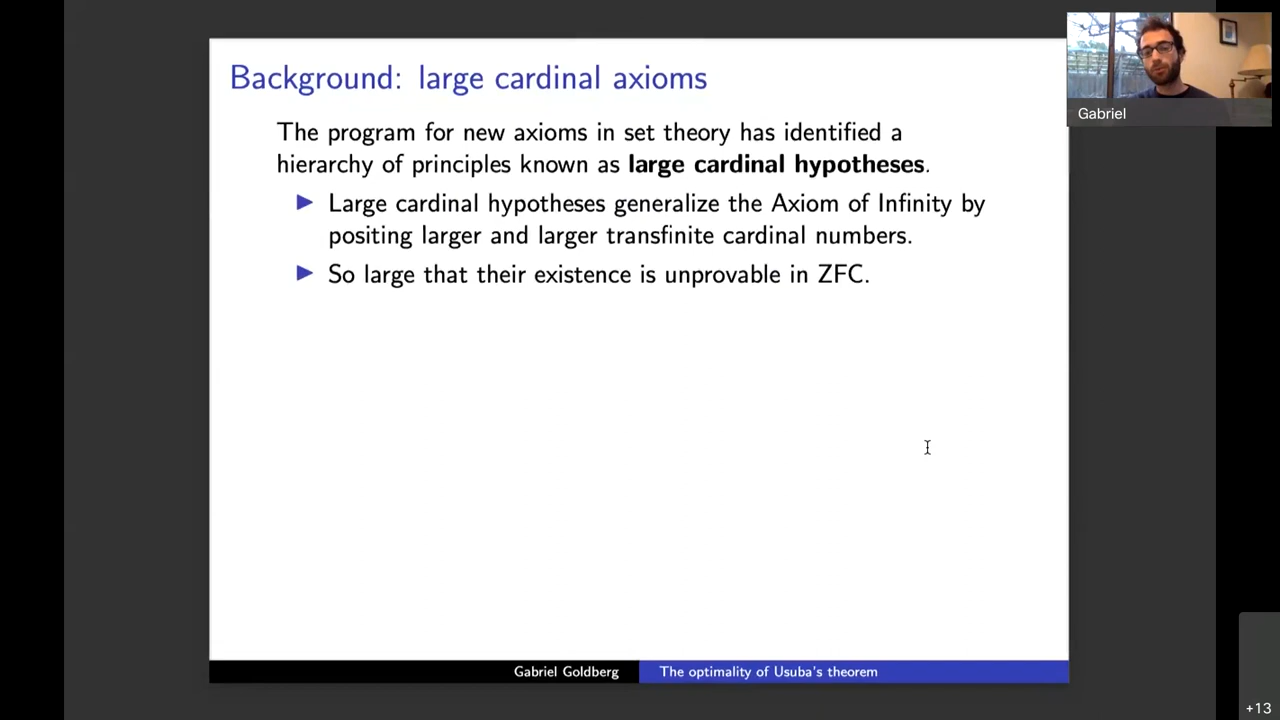 Background: large cardinal axioms
Gabriel
The program for new axioms in set theory has identified a
hierarchy of principles known as large cardinal hypotheses.
▶ Large cardinal hypotheses generalize the Axiom of Infinity by
positing larger and larger transfinite cardinal numbers.
▶ So large that their existence is unprovable in ZFC.
Gabriel Goldberg
The optimality of Usuba's theorem
+13